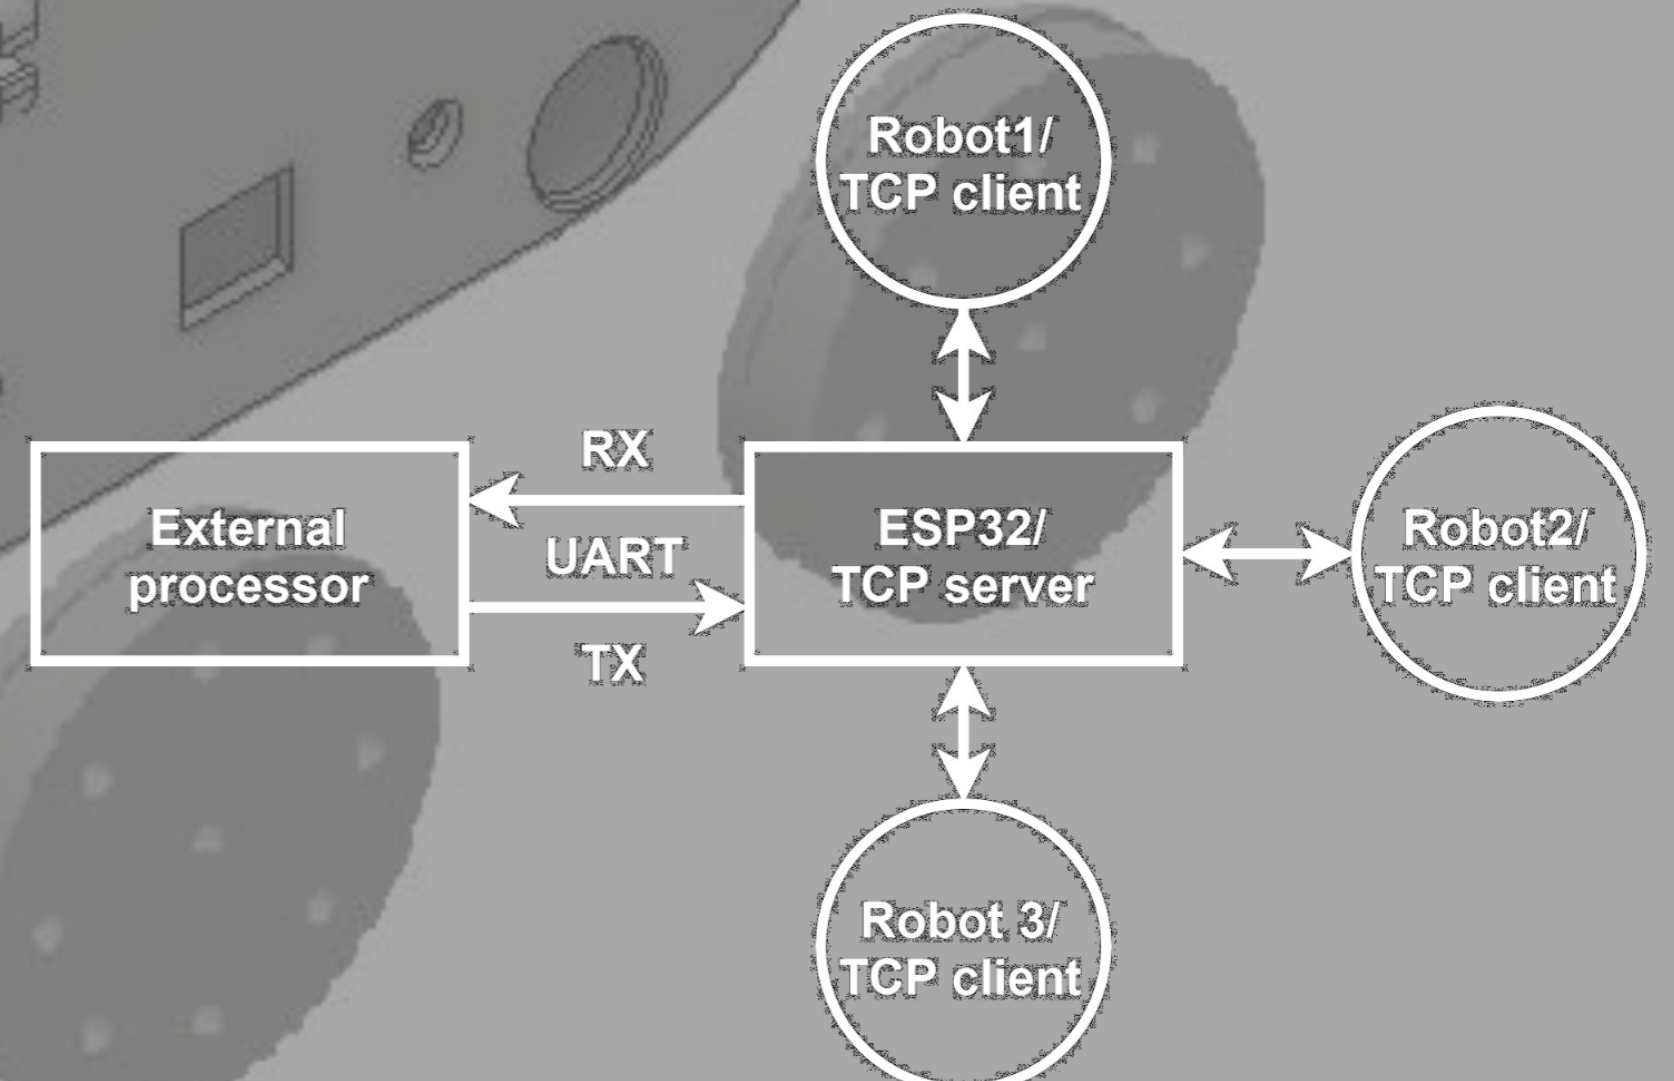 Robot1/
TCP client
RX
External
processor
UART
ESP32/
TCP server
Robot2/
TCP client
TX
Robot 3/
TCP client